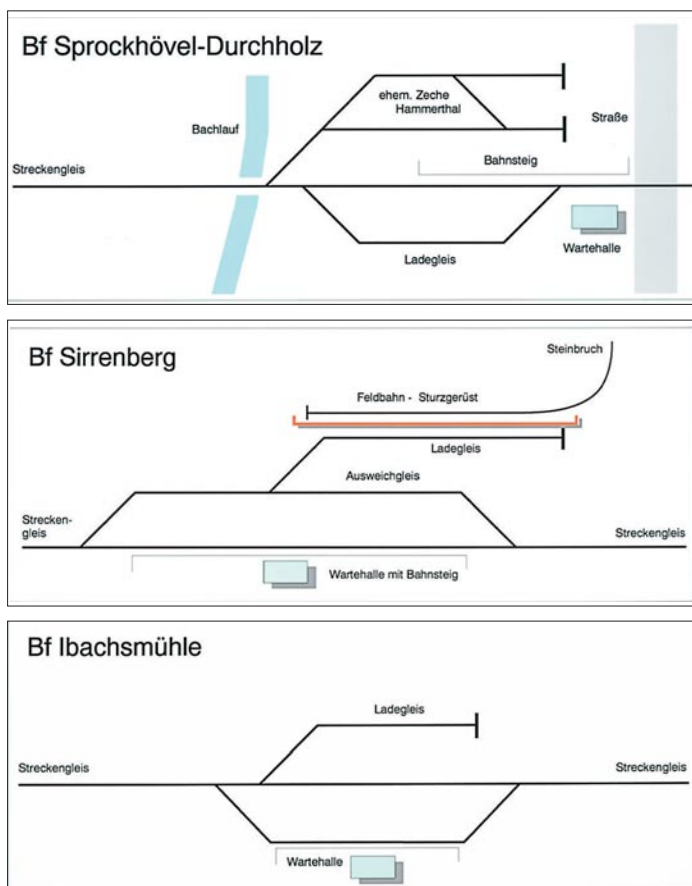 Bf Sprockhövel-Durchholz
ehem. Zeche
Hammerthal
Bachlauf
Straße
Streckengleis
Bahnsteig
Ladegleis
Wartehalle
Bf Sirrenberg
Steinbruch
Feldbahn - Sturzgerüst
Ladegleis
Ausweichgleis
Strecken-
gleis
Streckengleis
Wartehalle mit Bahnsteig
Bf Ibachsmühle
Ladegleis
Streckengleis
Streckengleis
Wartehalle